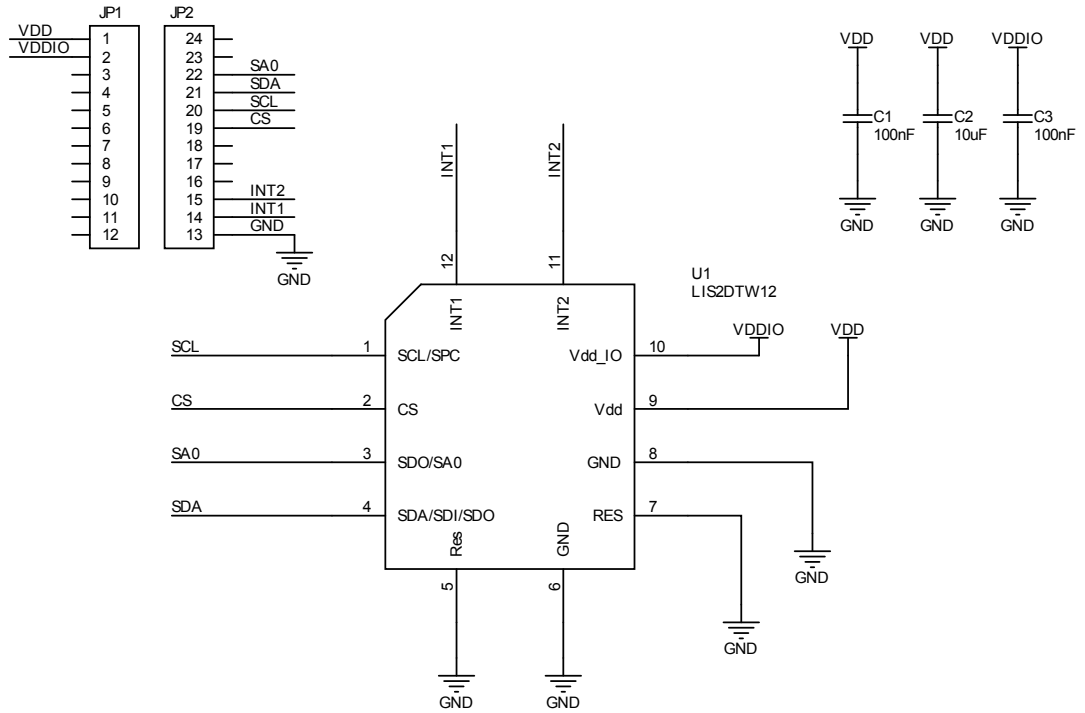 JP1
VDD
VDDIO
1
2
3
4
5
6
7
8
9
10
11
12
JP2
24
23
22 SA0
21 SDA
20 SCL
19 CS
18
17
16
15 INT2
14 INT1
13 GND
GND
VDD VDD VDDIO
C1 C2 C3
100nF 10uF 100nF
GND GND GND
INT1 INT2
12 11
INT1 INT2
U1
LIS2DTW12
SCL 1 SCL/SPC
CS 2 CS
SA0 3 SDO/SA0
SDA 4 SDA/SDI/SDO
Vdd_IO 10 VDDIO
Vdd 9 VDD
GND 8
RES 7
Res GND
5 6
GND
GND
GND GND